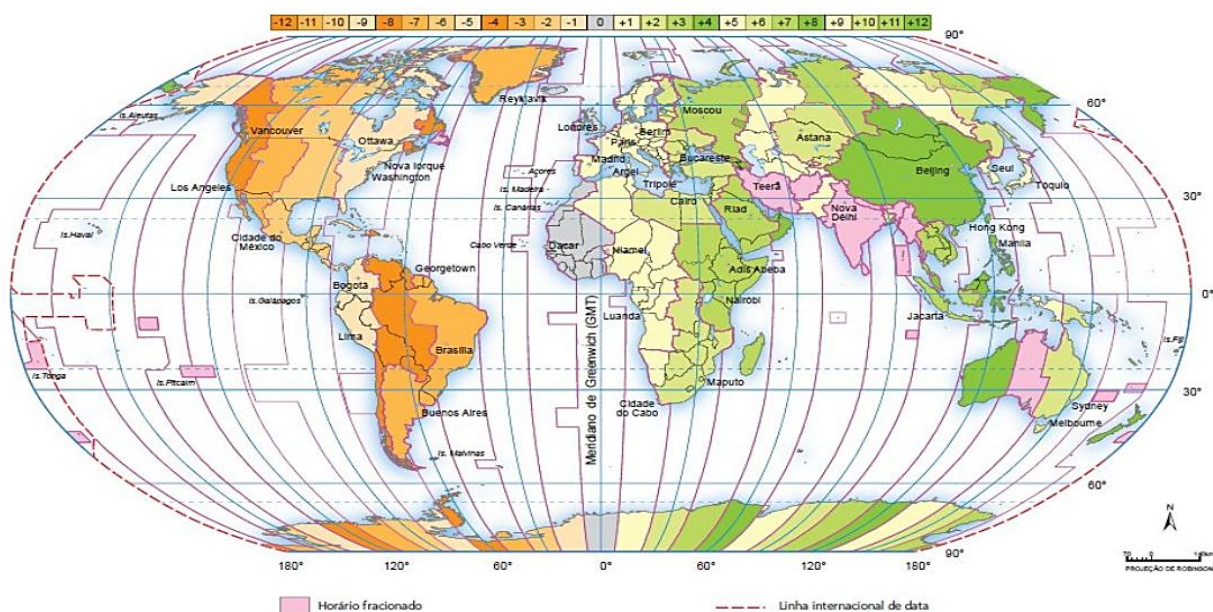 -12 -11 -10 -9 -8 -7 -6 -5 -4 -3 -2 -1 0 +1 +2 +3 +4 +5 +6 +7 +8 +9 +10 +11 +12
90°
60°
30°
0°
30°
60°
90°
Reykjavik
Is.Aleutas
Vancouver
Ottawa
Nova Iorque
Washington
Los Angeles
Is.Havaí
Cidade do
México
Georgetown
Bogotá
Is.Galápagos
Lima
Brasília
Is.Tonga
Is.Pitcairn
Buenos Aires
Is. Malvinas
Londres
Berlim
Moscou
Paris
Madrid
Bucareste
Açores
Argel
Is. Madeira
Tripole
Is. Canárias
Cairo
Cabo Verde
Dacar
Niamei
Riad
Teerã
Astana
Nova
Délhi
Beijing
Seul
Tóquio
Hong Kong
Manila
Adis Abeba
Nairóbi
Luanda
Jacarta
Is.Fiji
Maputo
Cidade
do Cabo
Sydney
Melbourne
Meridiano de Greenwich (GMT)
180° 120° 60° 0° 60° 120° 180°
N
PROJEÇÃO DE ROBINSON
Horário fracionado
Linha internacional de data